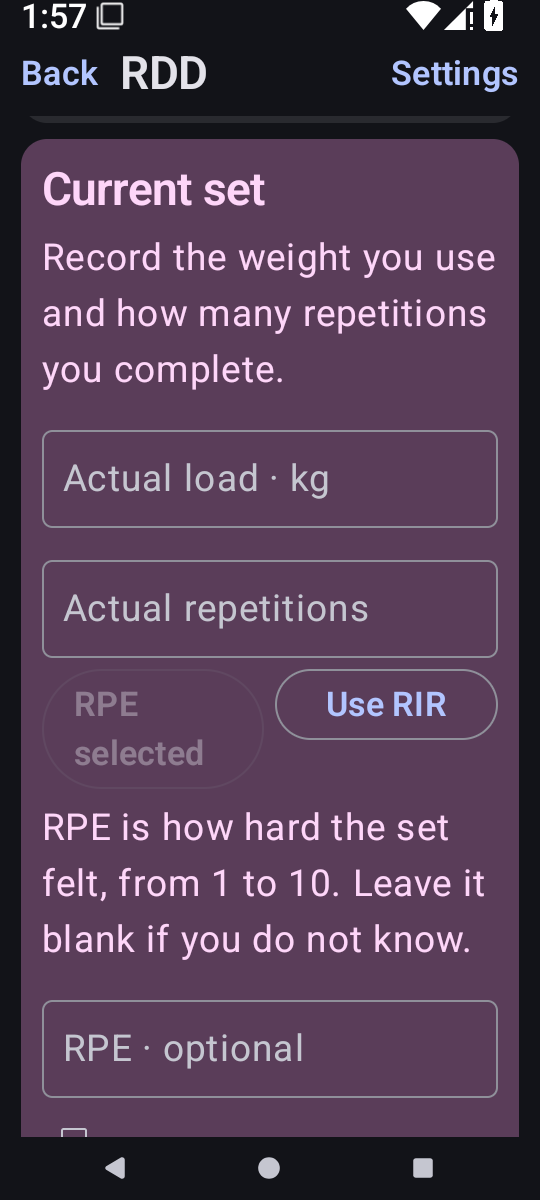 1:57
Back RDD Settings
Current set
Record the weight you use
and how many repetitions
you complete.
Actual load · kg
Actual repetitions
RPE
selected
Use RIR
RPE is how hard the set
felt, from 1 to 10. Leave it
blank if you do not know.
RPE · optional